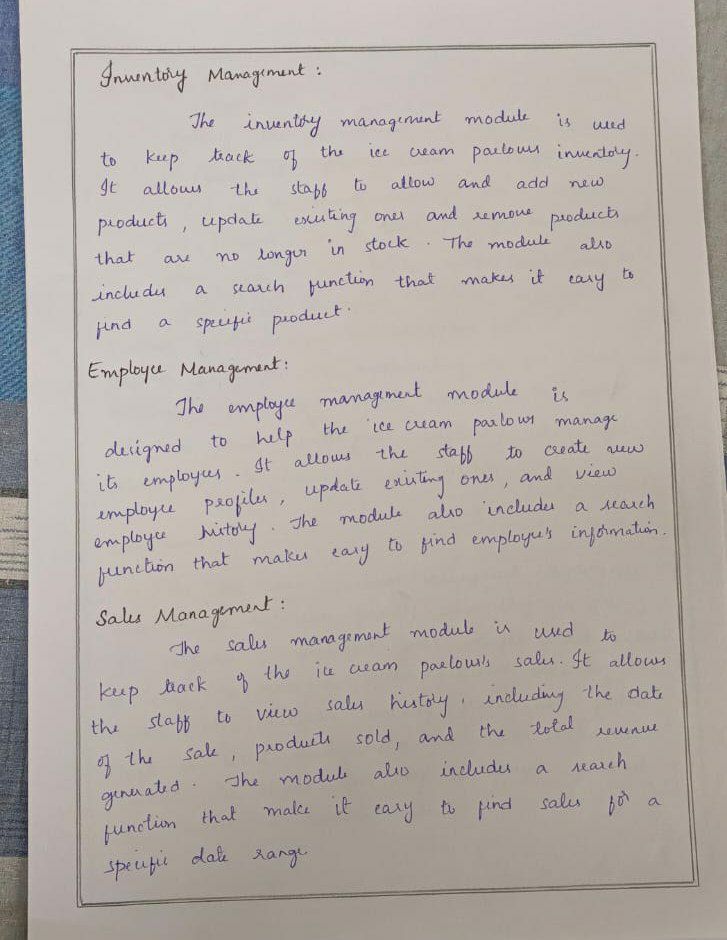 Inventory Management :
The inventory management module is used
to keep track of the ice cream parlours inventory.
It allows the staff to allow and add new
products , update existing ones and remove products
that are no longer in stock . The module also
includes a search function that makes it easy to
find a specific product .
Employee Management :
The employee management module is
designed to help the ice cream parlour manage
its employees . It allows the staff to create new
employee profiles , update existing ones , and view
employee history . The module also includes a search
function that makes easy to find employee's information.
Sales Management :
The sales management module is used to
keep track of the ice cream parlour's sales. It allows
the staff to view sales history , including the date
of the sale , products sold, and the total revenue
generated . The module also includes a search
function that make it easy to find sales for a
specific date range